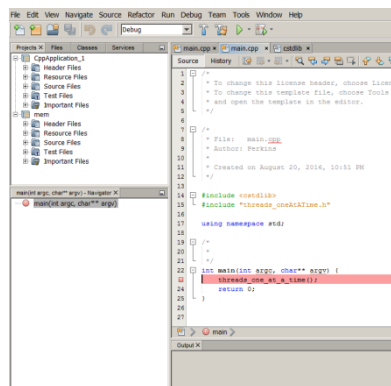 File Edit View Navigate Source Refactor Run Debug Team Tools Window Help
Debug
Projects X Files Classes Services
CppApplication_1
Header Files
Resource Files
Source Files
Test Files
Important Files
mem
Header Files
Resource Files
Source Files
Test Files
Important Files
main(int argc, char** argv) - Navigator X
main(int argc, char** argv)
main.cpp x main.cpp x cstdlib x
Source History
1 /*
2 * To change this license header, choose Licen
3 * To change this template file, choose Tools
4 * and open the template in the editor.
5 */
6
7 /*
8 * File: main.cpp
9 * Author: Perkins
10 *
11 * Created on August 20, 2016, 10:51 PM
12 */
13
14 #include <cstdlib>
15 #include "threads_oneAtATime.h"
16
17 using namespace std;
18
19 /*
20 *
21 */
22 int main(int argc, char** argv) {
threads_one_at_a_time();
24 return 0;
25 }
26
27
main
Output X